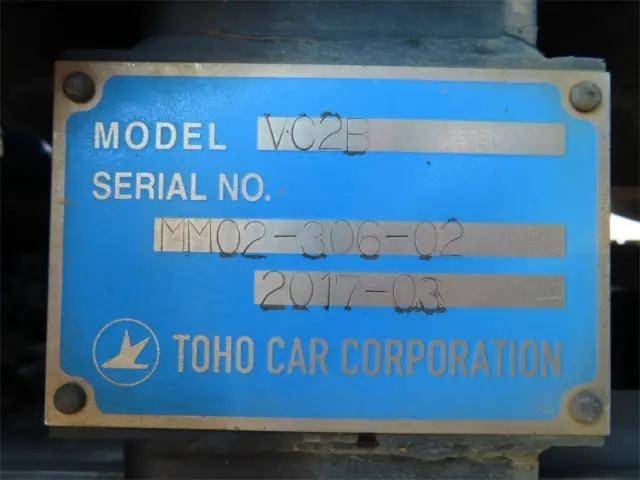 MODEL VC2B
SERIAL NO.
MM02-306-02
2017-03
TOHO CAR CORPORATION